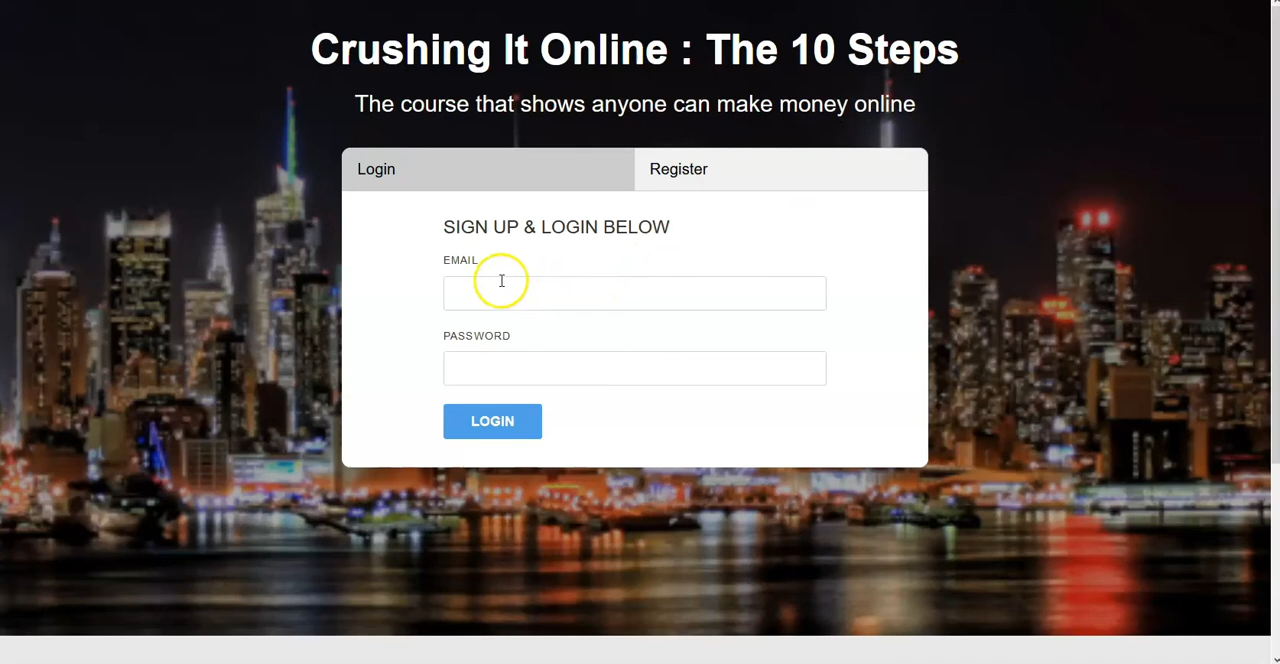 Crushing It Online : The 10 Steps
The course that shows anyone can make money online
Login
Register
SIGN UP & LOGIN BELOW
EMAIL
PASSWORD
LOGIN